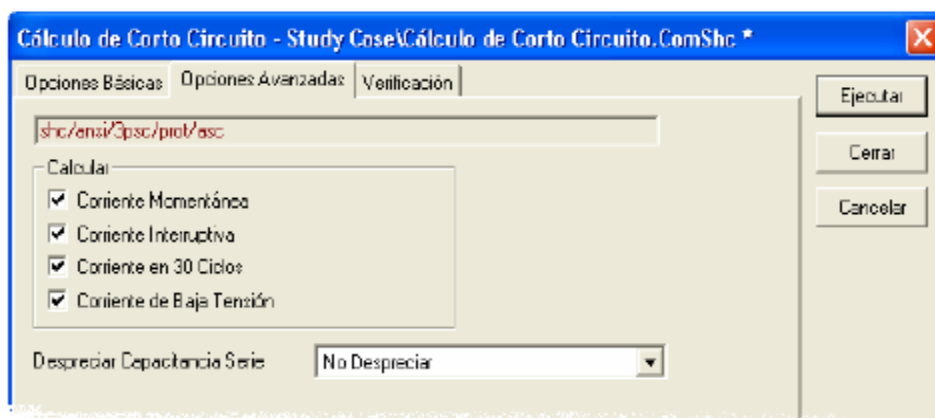 Cálculo de Corto Circuito - Study Case\Cálculo de Corto Circuito.ComShc *
Opciones Básicas Opciones Avanzadas Verificación
Ejecutar
shc/ansi/3psc/prot/asc
Calcular
Cerrar
Corriente Momentánea
Cancelar
Corriente Interruptiva
Corriente en 30 Ciclos
Corriente de Baja Tensión
Despreciar Capacitancia Serie No Despreciar